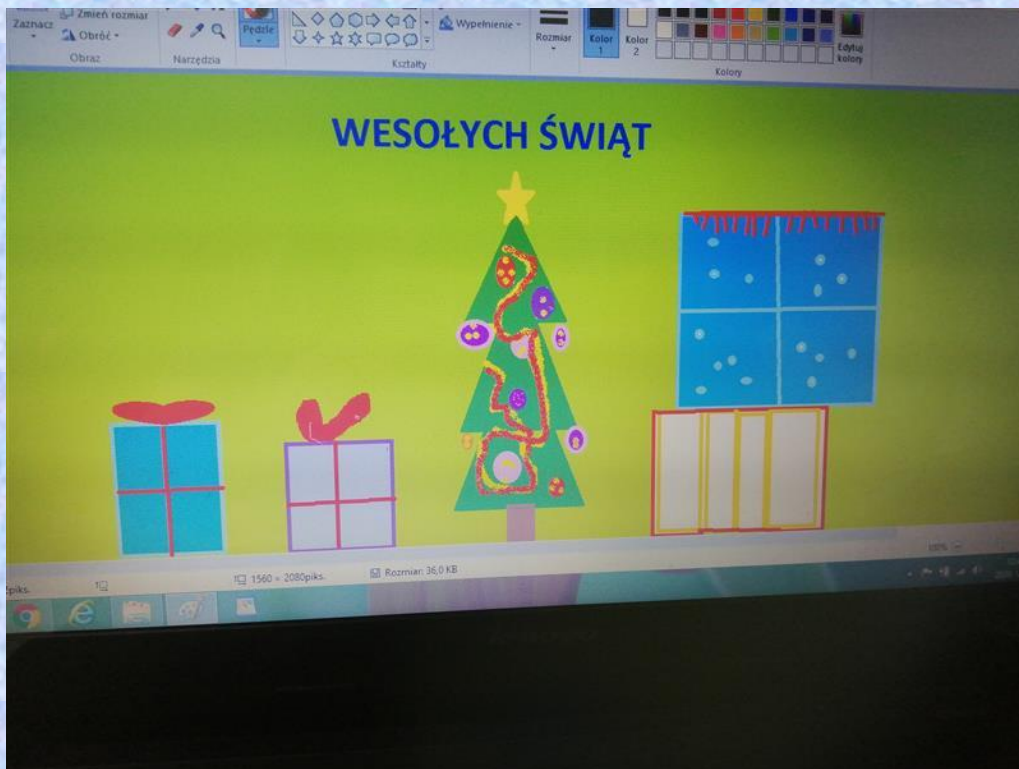 Zaznacz
Zmień rozmiar
Obróć
Obraz
Narzędzia
Pędzle
Kształty
Wypełnienie
Rozmiar
Kolor
1
Kolor
2
Kolory
Edytuj
kolory
WESOŁYCH ŚWIĄT
piks.
1560 × 2080piks.
Rozmiar: 36,0 KB
100%